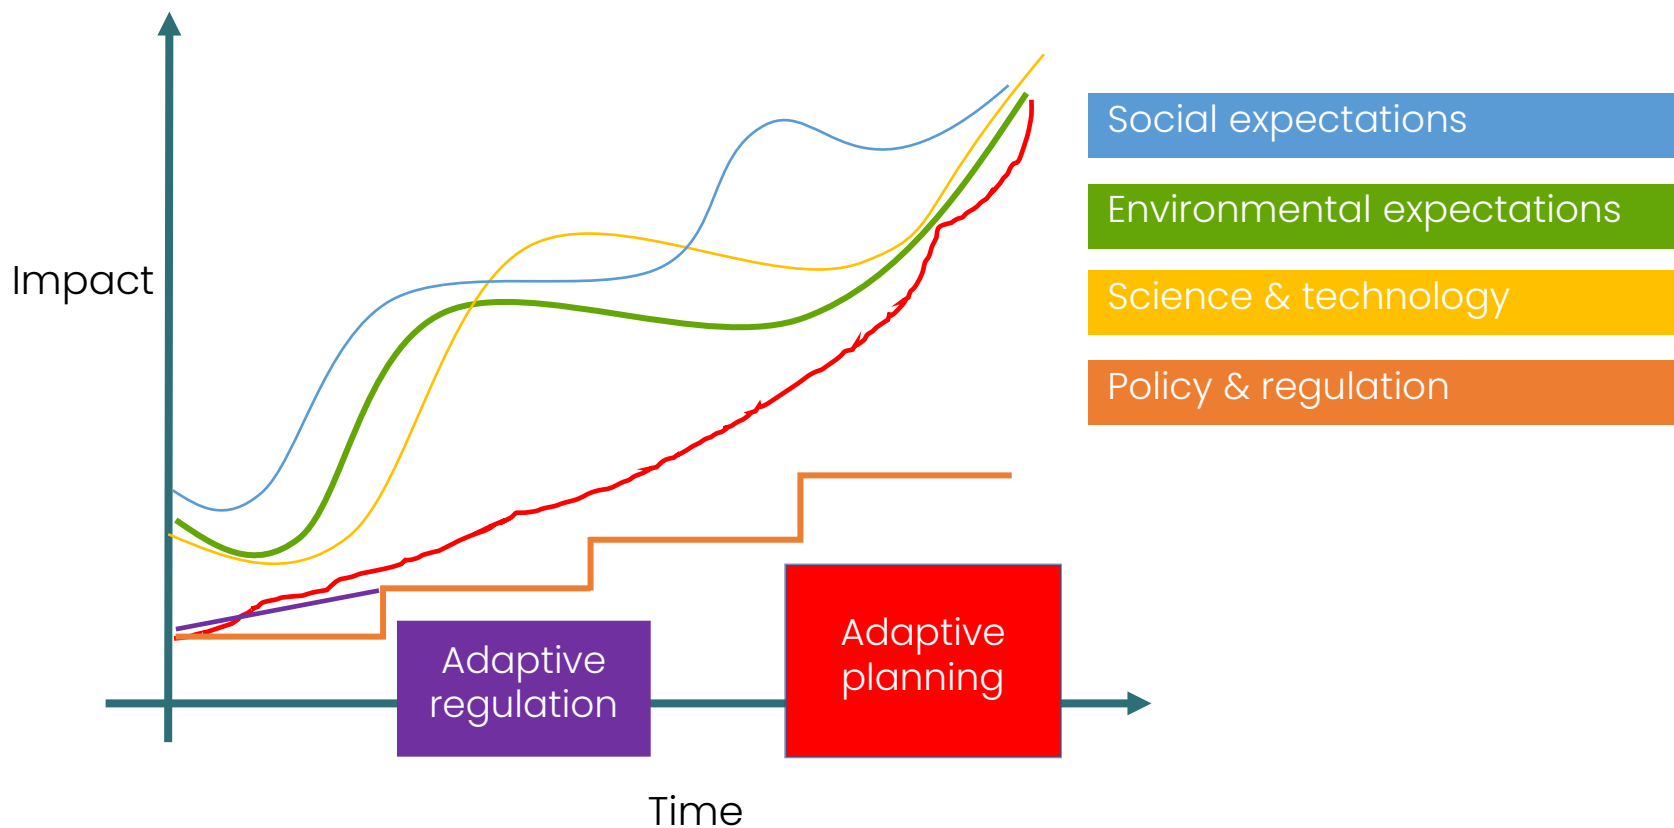 Impact
Social expectations
Environmental expectations
Science & technology
Policy & regulation
Adaptive
regulation
Adaptive
planning
Time